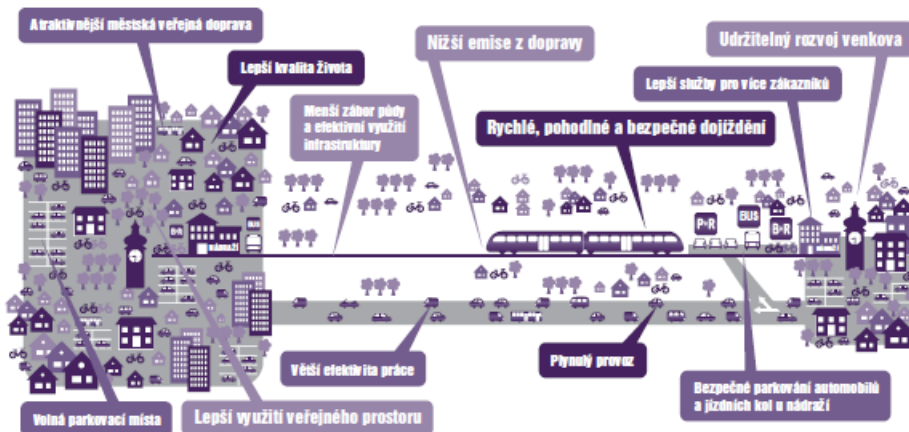 Atraktivnější městská veřejná doprava
Lepší kvalita života
Menší zábor půdy
a efektivní využití
infrastruktury
Nižší emise z dopravy
Rychlé, pohodlné a bezpečné dojíždění
Udržitelný rozvoj venkova
Lepší služby pro více zákazníků
P+R
BUS
B+R
B+R
BUS
NÁDRAŽÍ
Větší efektivita práce
Plynulý provoz
Bezpečné parkování automobilů
a jízdních kol u nádraží
Volná parkovací místa
Lepší využití veřejného prostoru